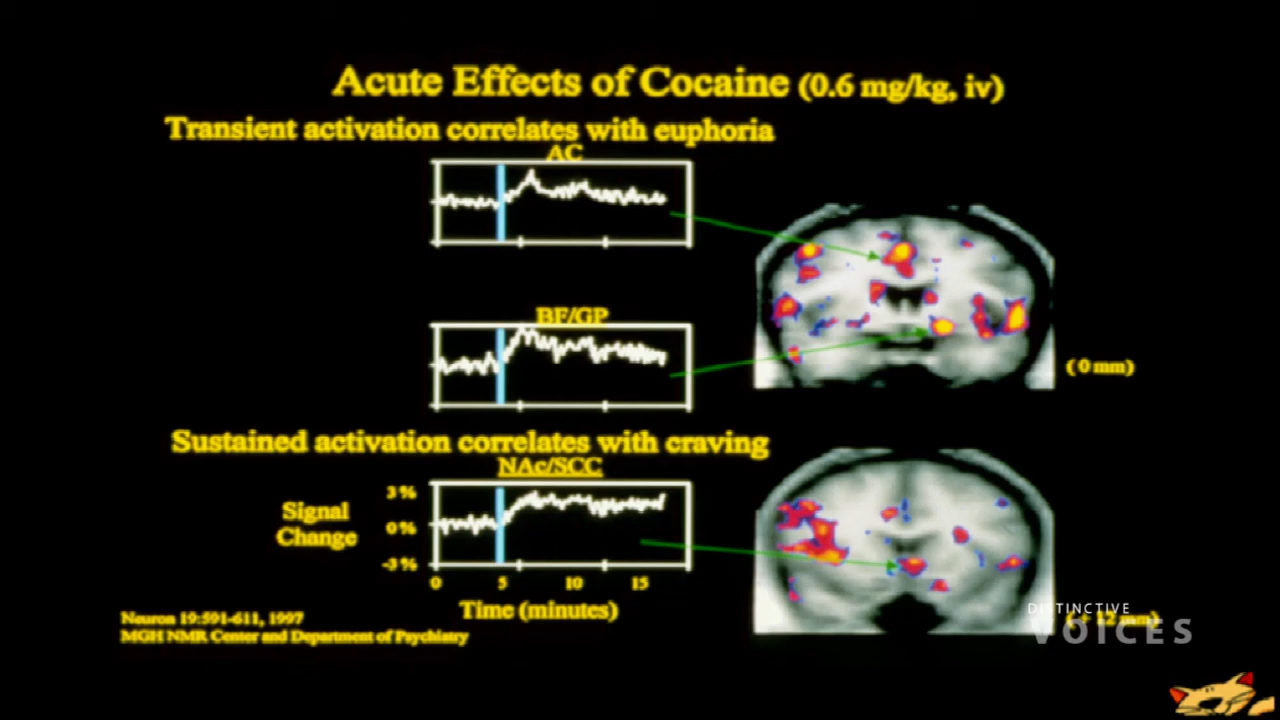 Acute Effects of Cocaine (0.6 mg/kg, iv)
Transient activation correlates with euphoria
AC
BF/GP
(0 mm)
Sustained activation correlates with craving
NAc/SCC
Signal
Change
3%
0%
-3%
0 5 10 15
Time (minutes)
Neuron 19:591-611, 1997
MGH NMR Center and Department of Psychiatry
(+ 12 mm)
DISTINCTIVE
VOICES